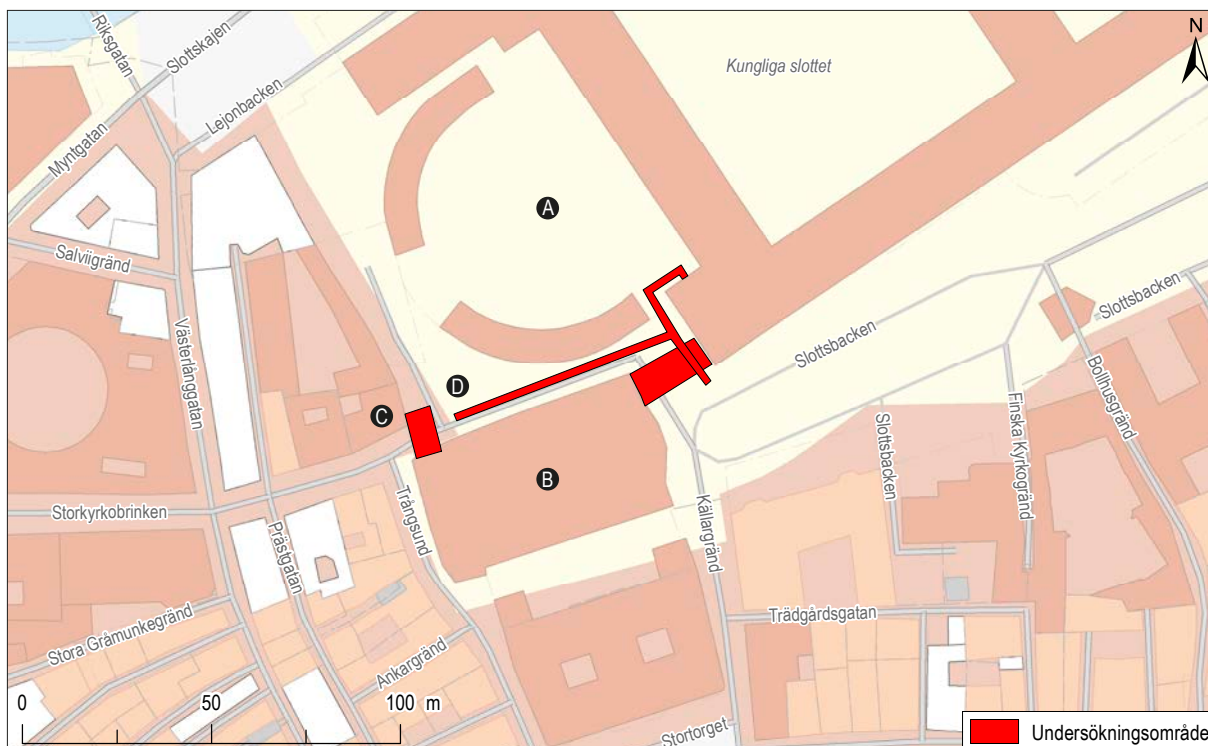 Riksgatan
Slottskajen
N
Kungliga slottet
Lejonbacken
Myntgatan
A
Salviigränd
Slottsbacken
Slottsbacken
Västerlånggatan
Bollhusgränd
D
C
Finska Kyrkogränd
Slottsbacken
B
Storkyrkobrinken
Trångsund
Källargränd
Prästgatan
Stora Gråmunkegränd
Trädgårdsgatan
Ankargränd
0 50 100 m
Stortorget
Undersökningsområde